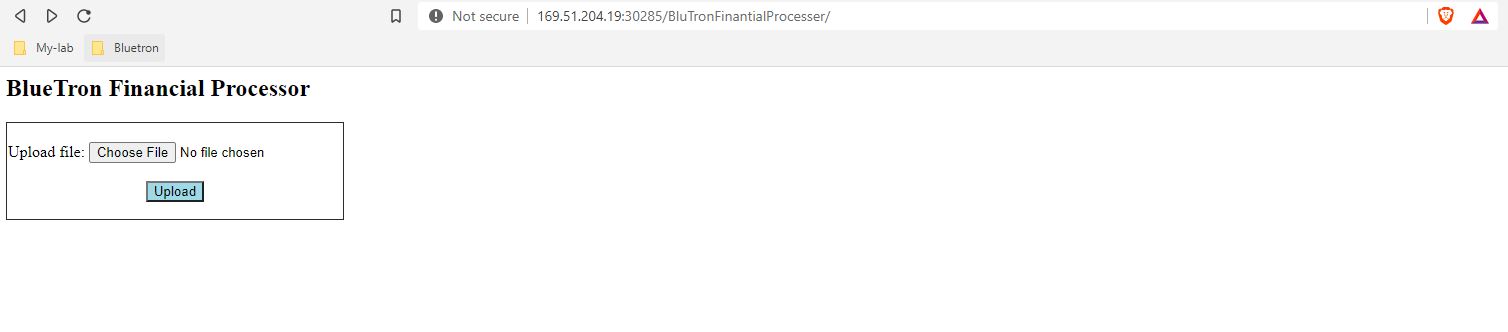 Not secure 169.51.204.19:30285/BluTronFinantialProcesser/
My-lab Bluetron
BlueTron Financial Processor
Upload file: Choose File No file chosen
Upload